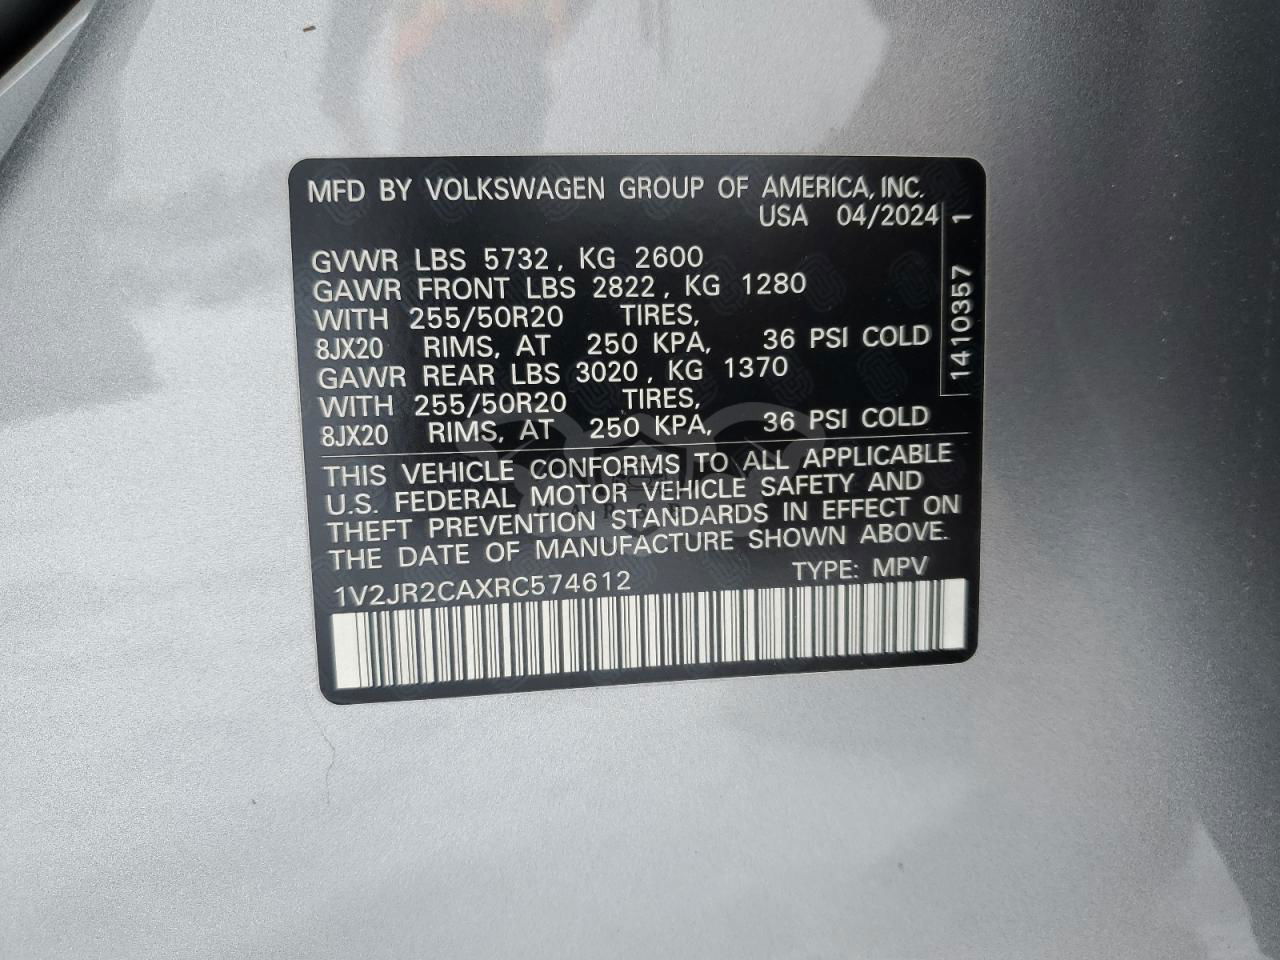 MFD BY VOLKSWAGEN GROUP OF AMERICA, INC.
USA 04/2024
GVWR LBS 5732, KG 2600
GAWR FRONT LBS 2822, KG 1280
WITH 255/50R20 TIRES,
8JX20 RIMS, AT 250 KPA, 36 PSI COLD
GAWR REAR LBS 3020, KG 1370
WITH 255/50R20 TIRES,
8JX20 RIMS, AT 250 KPA, 36 PSI COLD
1410357 1
THIS VEHICLE CONFORMS TO ALL APPLICABLE
U.S. FEDERAL MOTOR VEHICLE SAFETY AND
THEFT PREVENTION STANDARDS IN EFFECT ON
THE DATE OF MANUFACTURE SHOWN ABOVE.
1V2JR2CAXRC574612 TYPE: MPV